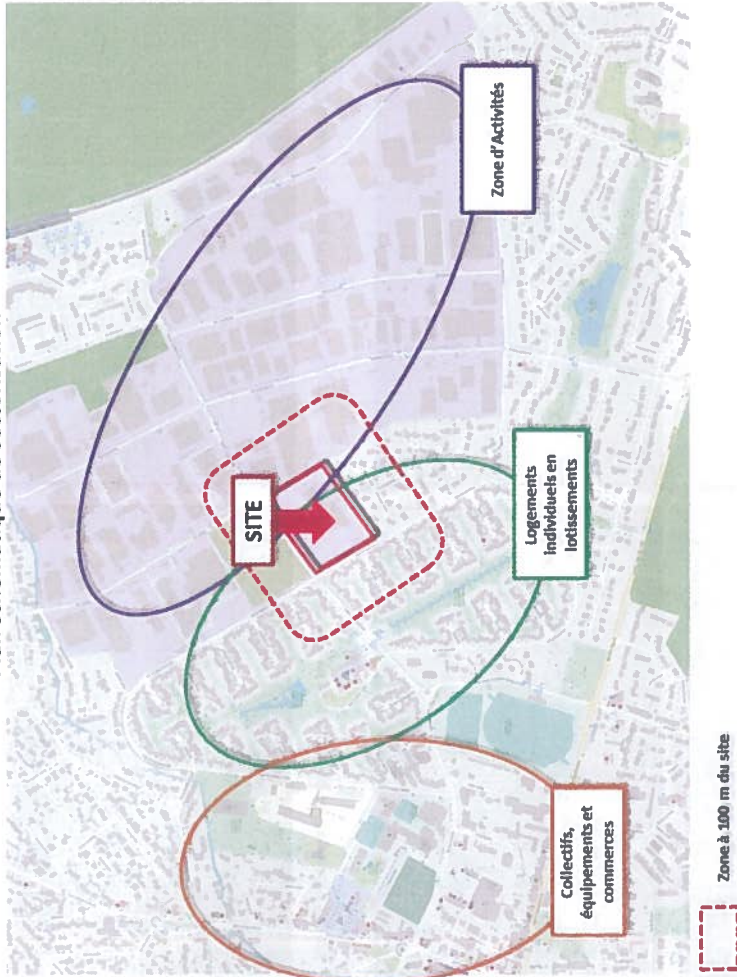 SITE
Zone d'Activités
Logements
individuels en
lotissements
Collectifs,
équipements et
commerces
Zone à 100 m du site